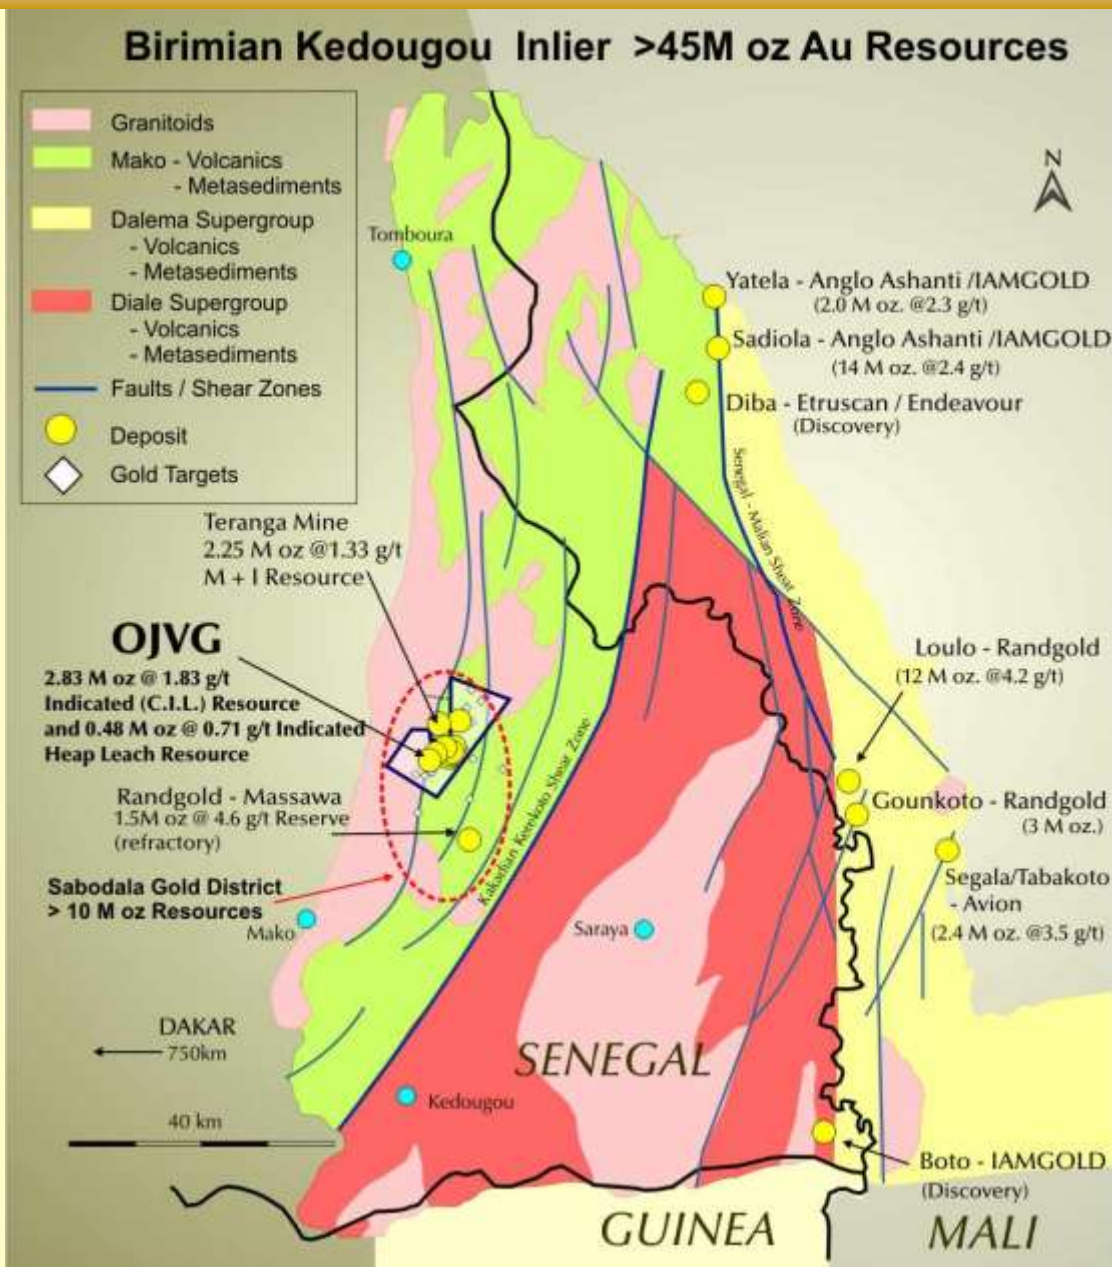 Birimian Kedougou Inlier >45M oz Au Resources
Granitoids
Mako - Volcanics
- Metasediments
Dalema Supergroup
- Volcanics
- Metasediments
Diale Supergroup
- Volcanics
- Metasediments
Faults / Shear Zones
Deposit
Gold Targets
N
Tomboura
Yatela - Anglo Ashanti /IAMGOLD
(2.0 M oz. @2.3 g/t)
Sadiola - Anglo Ashanti /IAMGOLD
(14 M oz. @2.4 g/t)
Diba - Etruscan / Endeavour
(Discovery)
Senegal - Malian Shear Zone
Teranga Mine
2.25 M oz @1.33 g/t
M + I Resource
OJVG
2.83 M oz @ 1.83 g/t
Indicated (C.I.L.) Resource
and 0.48 M oz @ 0.71 g/t Indicated
Heap Leach Resource
Loulo - Randgold
(12 M oz. @4.2 g/t)
Kakadian Kerekoto Shear Zone
Randgold - Massawa
1.5M oz @ 4.6 g/t Reserve
(refractory)
Gounkoto - Randgold
(3 M oz.)
Sabodala Gold District
> 10 M oz Resources
Segala/Tabakoto
- Avion
(2.4 M oz. @3.5 g/t)
Mako
Saraya
DAKAR
750km
SENEGAL
Kedougou
40 km
Boto - IAMGOLD
(Discovery)
GUINEA
MALI